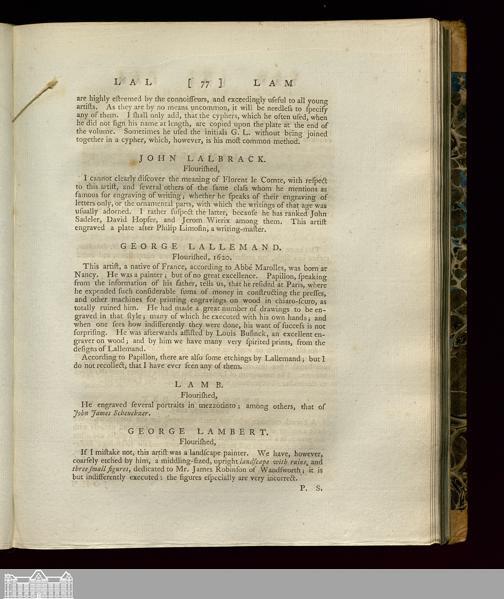 LAL [ 77 ] LAM
are highly eſteemed by the connoiſſeurs, and exceedingly uſeful to all young
artiſts. As they are by no means uncommon, it will be needleſs to ſpecify
any of them. I ſhall only add, that the cyphers, which he often uſed, when
he did not ſign his name at length, are copied upon the plate at the end of
the volume. Sometimes he uſed the initials G. L. without being joined
together in a cypher, which, however, is his moſt common method.
JOHN LALBRACK.
Flouriſhed,
I cannot clearly diſcover the meaning of Florent le Comte, with reſpect
to this artiſt, and ſeveral others of the ſame claſs whom he mentions as
famous for engraving of writing; whether he ſpeaks of their engraving of
letters only, or the ornamental parts, with which the writings of that age was
uſually adorned. I rather ſuſpect the latter, becauſe he has ranked John
Sadeler, David Hopfer, and Jerom Wierix among them. This artiſt
engraved a plate after Philip Limoſin, a writing-maſter.
GEORGE LALLEMAND.
Flouriſhed, 1620.
This artiſt, a native of France, according to Abbé Marolles, was born at
Nancy. He was a painter; but of no great excellence. Papillon, ſpeaking
from the information of his father, tells us, that he reſided at Paris, where
he expended ſuch conſiderable ſums of money in conſtructing the preſſes,
and other machines for printing engravings on wood in chiaro-ſcuro, as
totally ruined him. He had made a great number of drawings to be en-
graved in that ſtyle; many of which he executed with his own hands; and
when one ſees how indifferently they were done, his want of ſucceſs is not
ſurpriſing. He was afterwards aſſiſted by Louis Buſinck, an excellent en-
graver on wood; and by him we have many very ſpirited prints, from the
deſigns of Lallemand.
According to Papillon, there are alſo ſome etchings by Lallemand; but I
do not recollect, that I have ever ſeen any of them.
LAMB.
Flouriſhed,
He engraved ſeveral portraits in mezzotinto; among others, that of
John James Scheuchzer.
GEORGE LAMBERT.
Flouriſhed,
If I miſtake not, this artiſt was a landſcape painter. We have, however,
coarſely etched by him, a middling-ſized, upright landſcape with ruins, and
three ſmall figures, dedicated to Mr. James Robinſon of Wandſworth; it is
but indifferently executed: the figures eſpecially are very incorrect.
P. S.